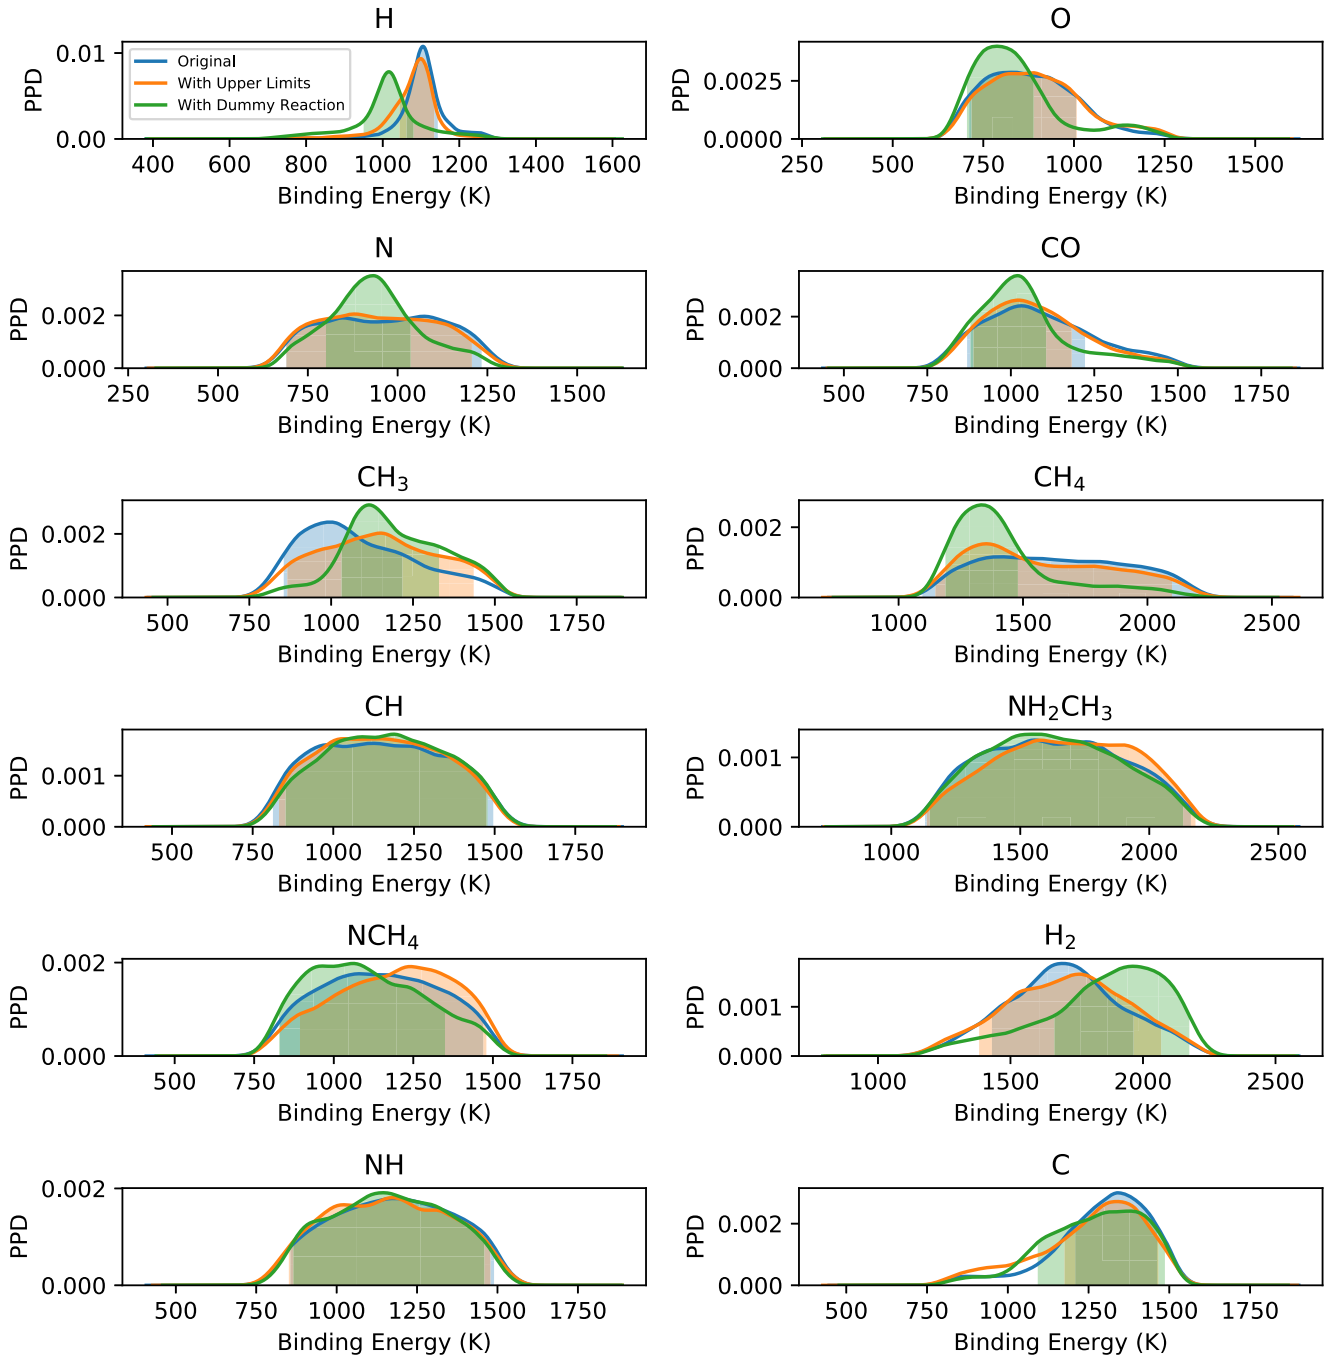 H
0.01
0.00
PPD
Original
With Upper Limits
With Dummy Reaction
400 600 800 1000 1200 1400 1600
Binding Energy (K)
O
0.0025
0.0000
PPD
250 500 750 1000 1250 1500
Binding Energy (K)
N
0.002
0.000
PPD
250 500 750 1000 1250 1500
Binding Energy (K)
CO
0.002
0.000
PPD
500 750 1000 1250 1500 1750
Binding Energy (K)
CH₃
0.002
0.000
PPD
500 750 1000 1250 1500 1750
Binding Energy (K)
CH₄
0.002
0.000
PPD
1000 1500 2000 2500
Binding Energy (K)
CH
0.001
0.000
PPD
500 750 1000 1250 1500 1750
Binding Energy (K)
NH₂CH₃
0.001
0.000
PPD
1000 1500 2000 2500
Binding Energy (K)
NCH₄
0.002
0.000
PPD
500 750 1000 1250 1500 1750
Binding Energy (K)
H₂
0.001
0.000
PPD
1000 1500 2000 2500
Binding Energy (K)
NH
0.002
0.000
PPD
500 750 1000 1250 1500 1750
Binding Energy (K)
C
0.002
0.000
PPD
500 750 1000 1250 1500 1750
Binding Energy (K)